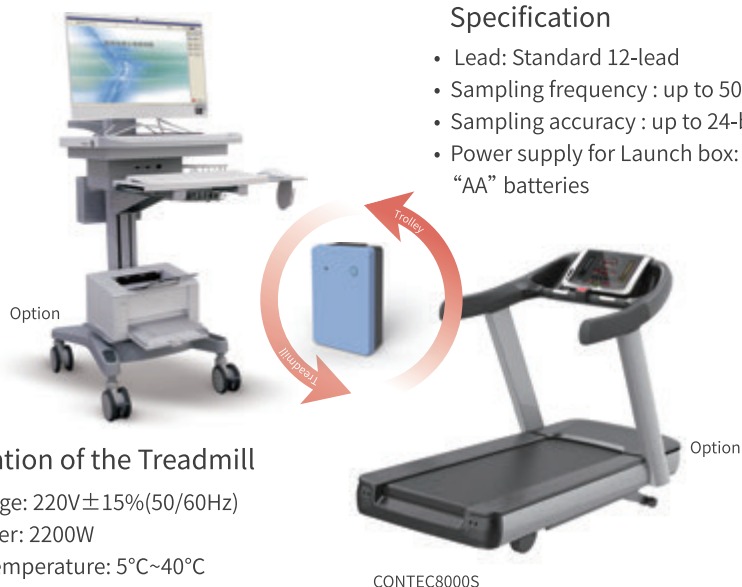 Specification
• Lead: Standard 12-lead
• Sampling frequency : up to 50
• Sampling accuracy : up to 24-b
• Power supply for Launch box:
“AA” batteries
Trolley
Option
Treadmill
ation of the Treadmill
Option
ge: 220V±15%(50/60Hz)
er: 2200W
emperature: 5°C~40°C
CONTEC8000S